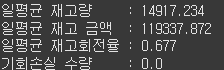 일평균 재고량 : 14917.234
일평균 재고 금액 : 119337.872
일평균 재고회전율 : 0.677
기회손실 수량 : 0.0